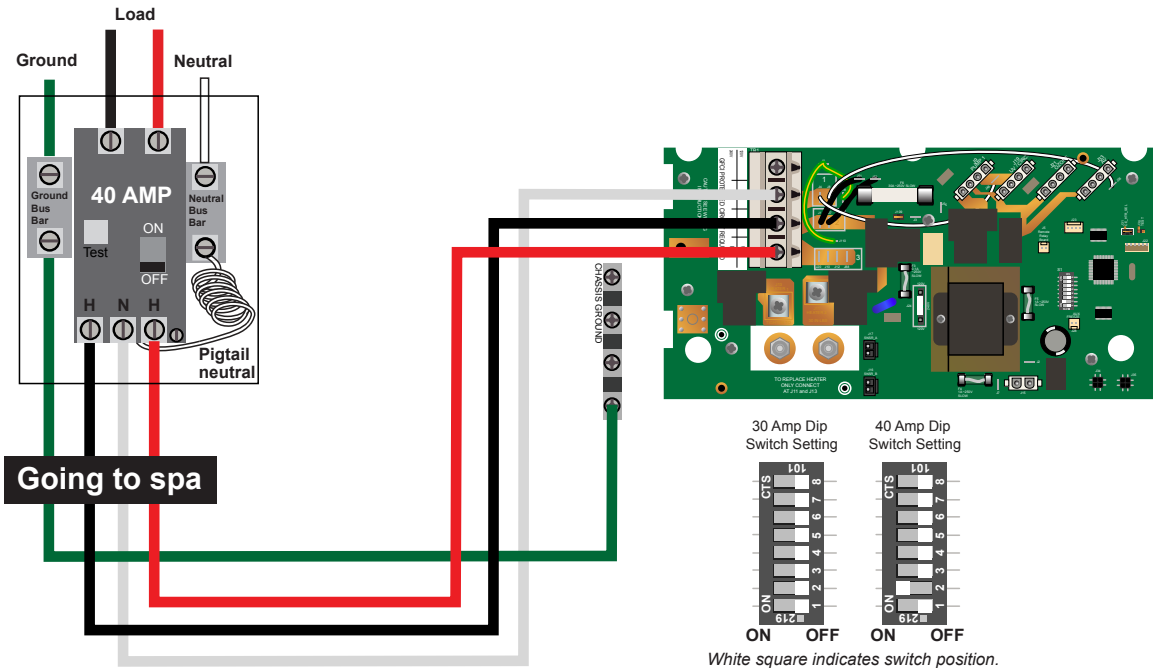 Load
Ground
Neutral
Ground
Bus
Bar
40 AMP
Neutral
Bus
Bar
Test
ON
OFF
H N H
Pigtail
neutral
Going to spa
CHASSIS GROUND
TO REPLACE HEATER
ONLY CONNECT
AT J11 and J13
30 Amp Dip
Switch Setting
40 Amp Dip
Switch Setting
101
CTS
8
7
6
5
4
3
2
1
ON
219
ON OFF
101
CTS
8
7
6
5
4
3
2
1
ON
219
ON OFF
White square indicates switch position.